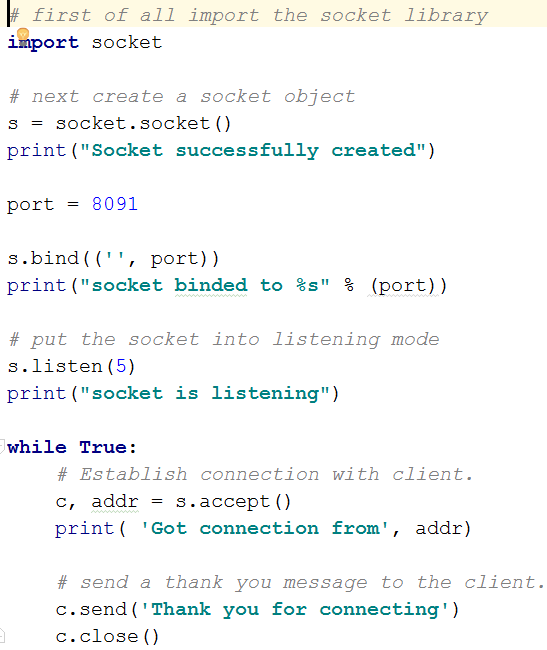 # first of all import the socket library
import socket
# next create a socket object
s = socket.socket()
print("Socket successfully created")
port = 8091
s.bind(('', port))
print("socket binded to %s" % (port))
# put the socket into listening mode
s.listen(5)
print("socket is listening")
while True:
    # Establish connection with client.
    c, addr = s.accept()
    print( 'Got connection from', addr)
    # send a thank you message to the client.
    c.send('Thank you for connecting')
    c.close()